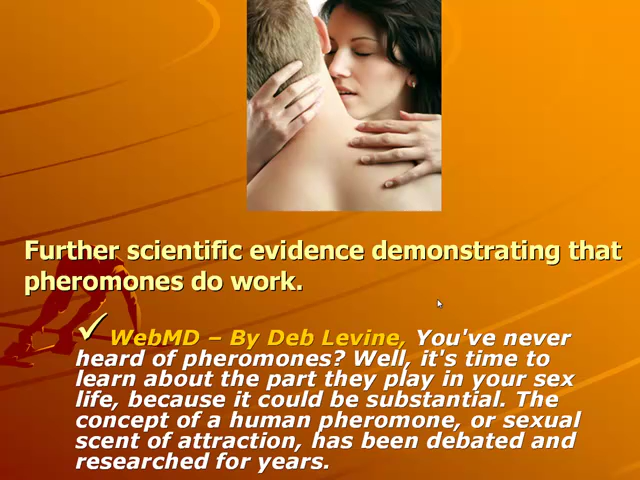 Further scientific evidence demonstrating that
pheromones do work.
WebMD – By Deb Levine, You've never
heard of pheromones? Well, it's time to
learn about the part they play in your sex
life, because it could be substantial. The
concept of a human pheromone, or sexual
scent of attraction, has been debated and
researched for years.